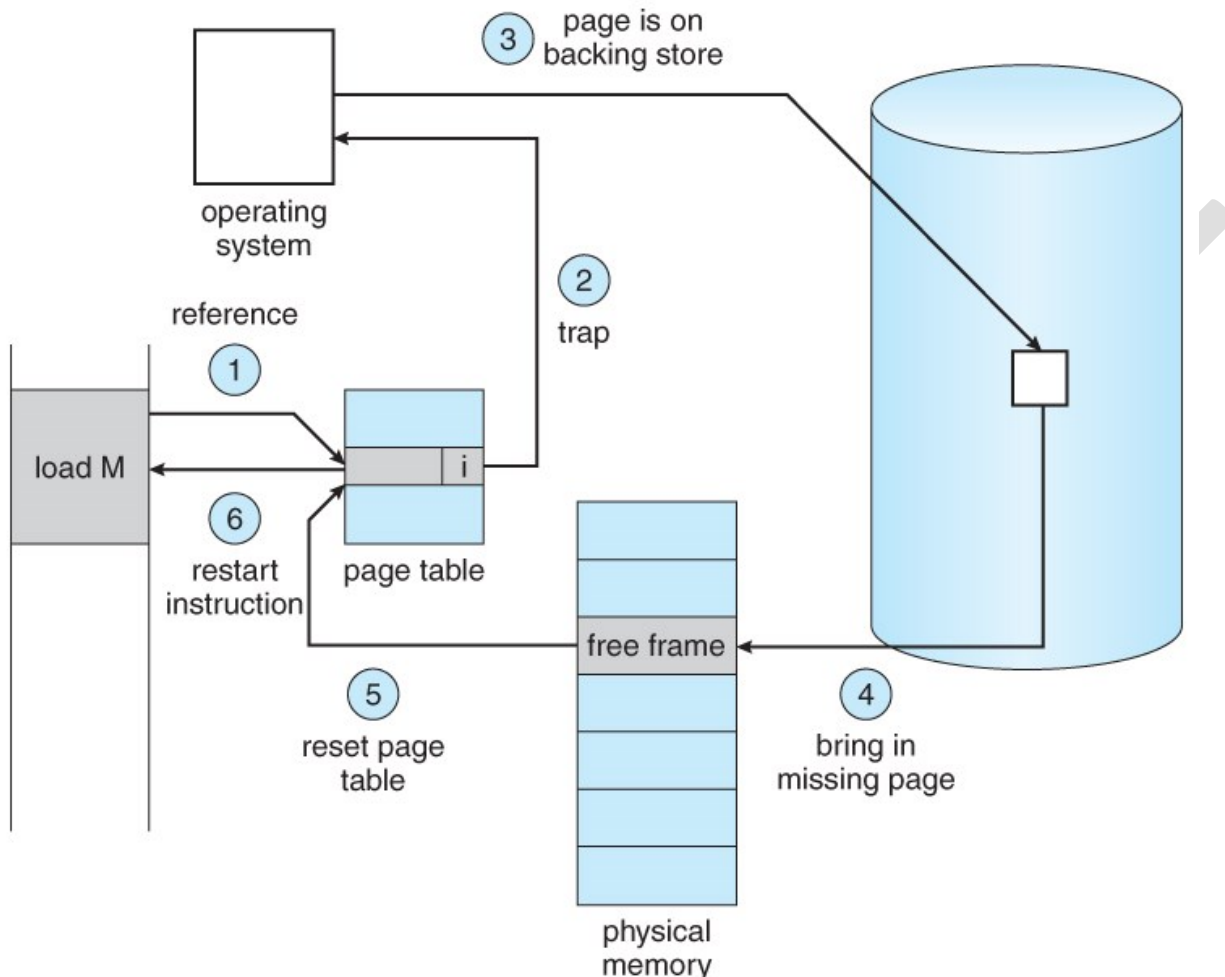 3
page is on
backing store
operating
system
2
trap
reference
1
load M
i
6
restart
instruction
page table
free frame
5
reset page
table
4
bring in
missing page
physical
memory